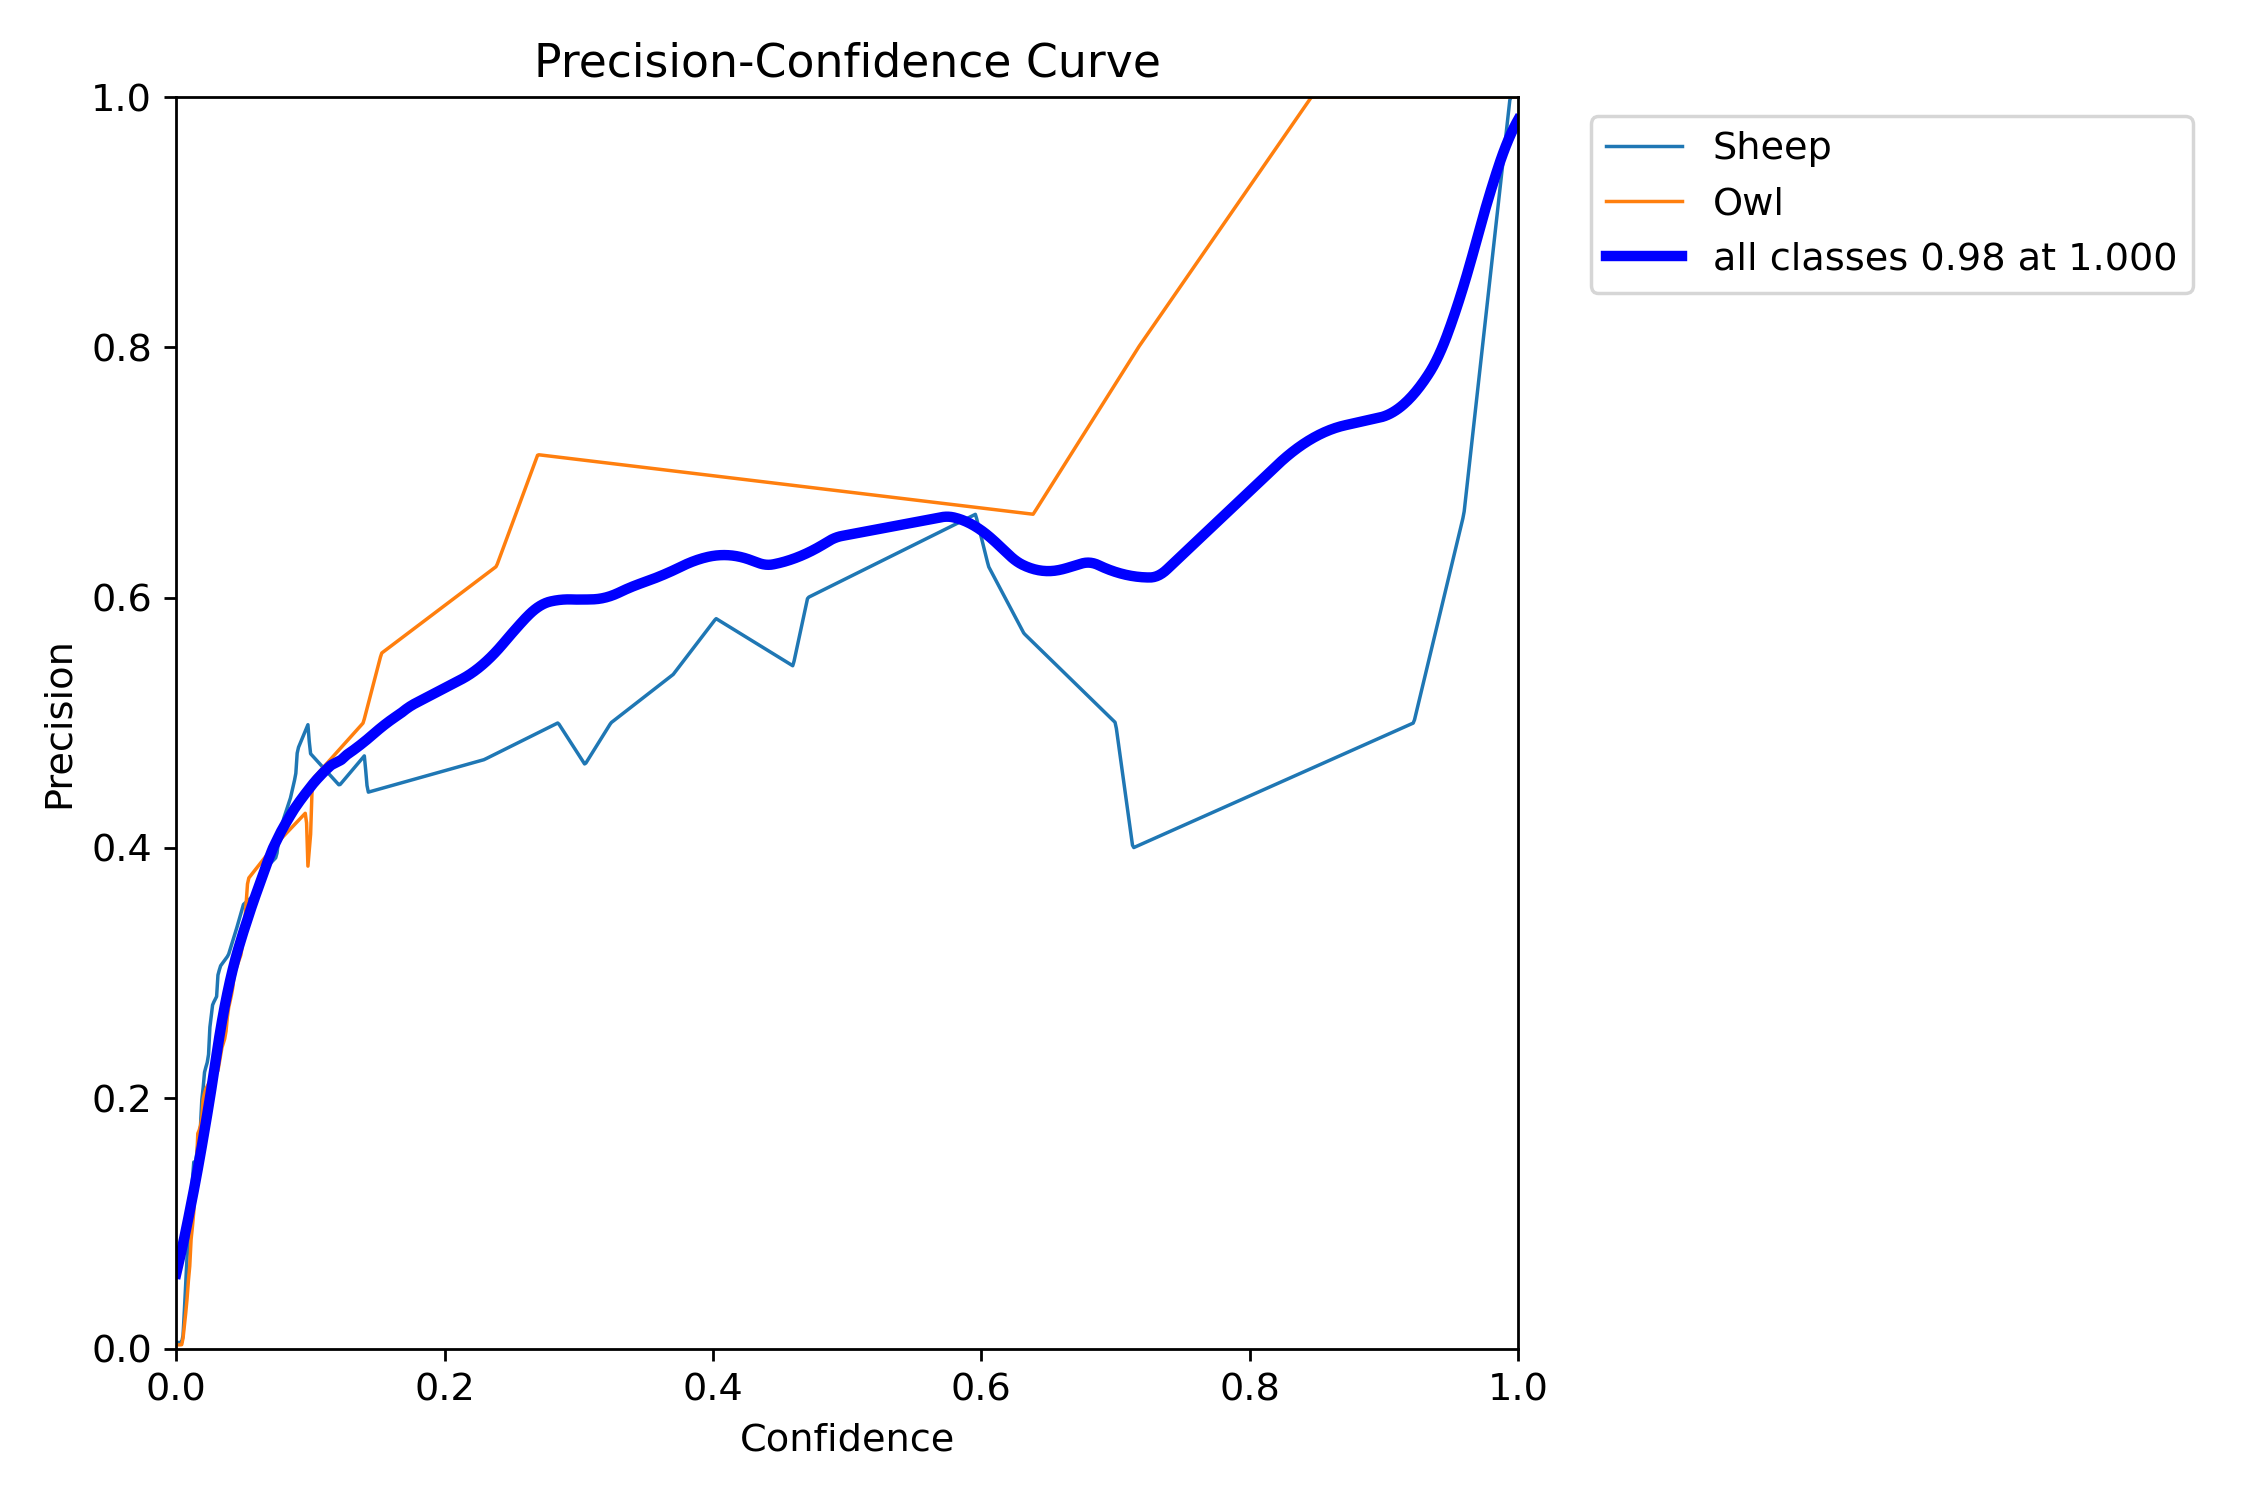 Precision-Confidence Curve
1.0
0.8
0.6
0.4
0.2
0.0
Precision
0.0 0.2 0.4 0.6 0.8 1.0
Confidence
Sheep
Owl
all classes 0.98 at 1.000